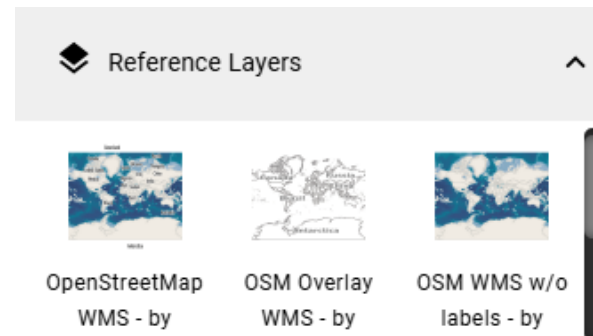 Reference Layers
OpenStreetMap
WMS - by
OSM Overlay
WMS - by
OSM WMS w/o
labels - by